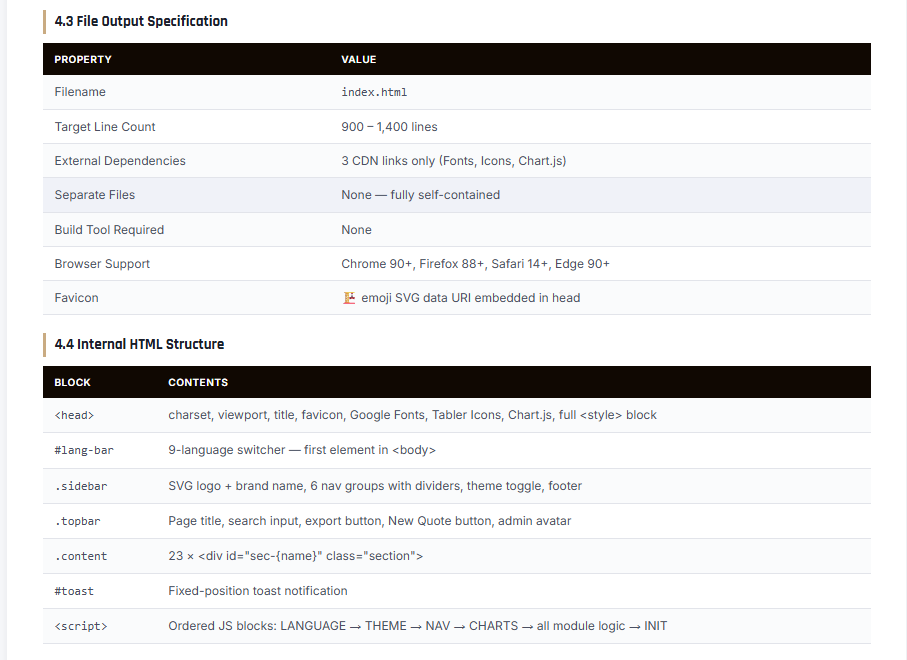 4.3 File Output Specification
PROPERTY VALUE
Filename index.html
Target Line Count 900 – 1,400 lines
External Dependencies 3 CDN links only (Fonts, Icons, Chart.js)
Separate Files None — fully self-contained
Build Tool Required None
Browser Support Chrome 90+, Firefox 88+, Safari 14+, Edge 90+
Favicon 🏗 emoji SVG data URI embedded in head
4.4 Internal HTML Structure
BLOCK CONTENTS
<head> charset, viewport, title, favicon, Google Fonts, Tabler Icons, Chart.js, full <style> block
#lang-bar 9-language switcher — first element in <body>
.sidebar SVG logo + brand name, 6 nav groups with dividers, theme toggle, footer
.topbar Page title, search input, export button, New Quote button, admin avatar
.content 23 × <div id="sec-{name}" class="section">
#toast Fixed-position toast notification
<script> Ordered JS blocks: LANGUAGE → THEME → NAV → CHARTS → all module logic → INIT